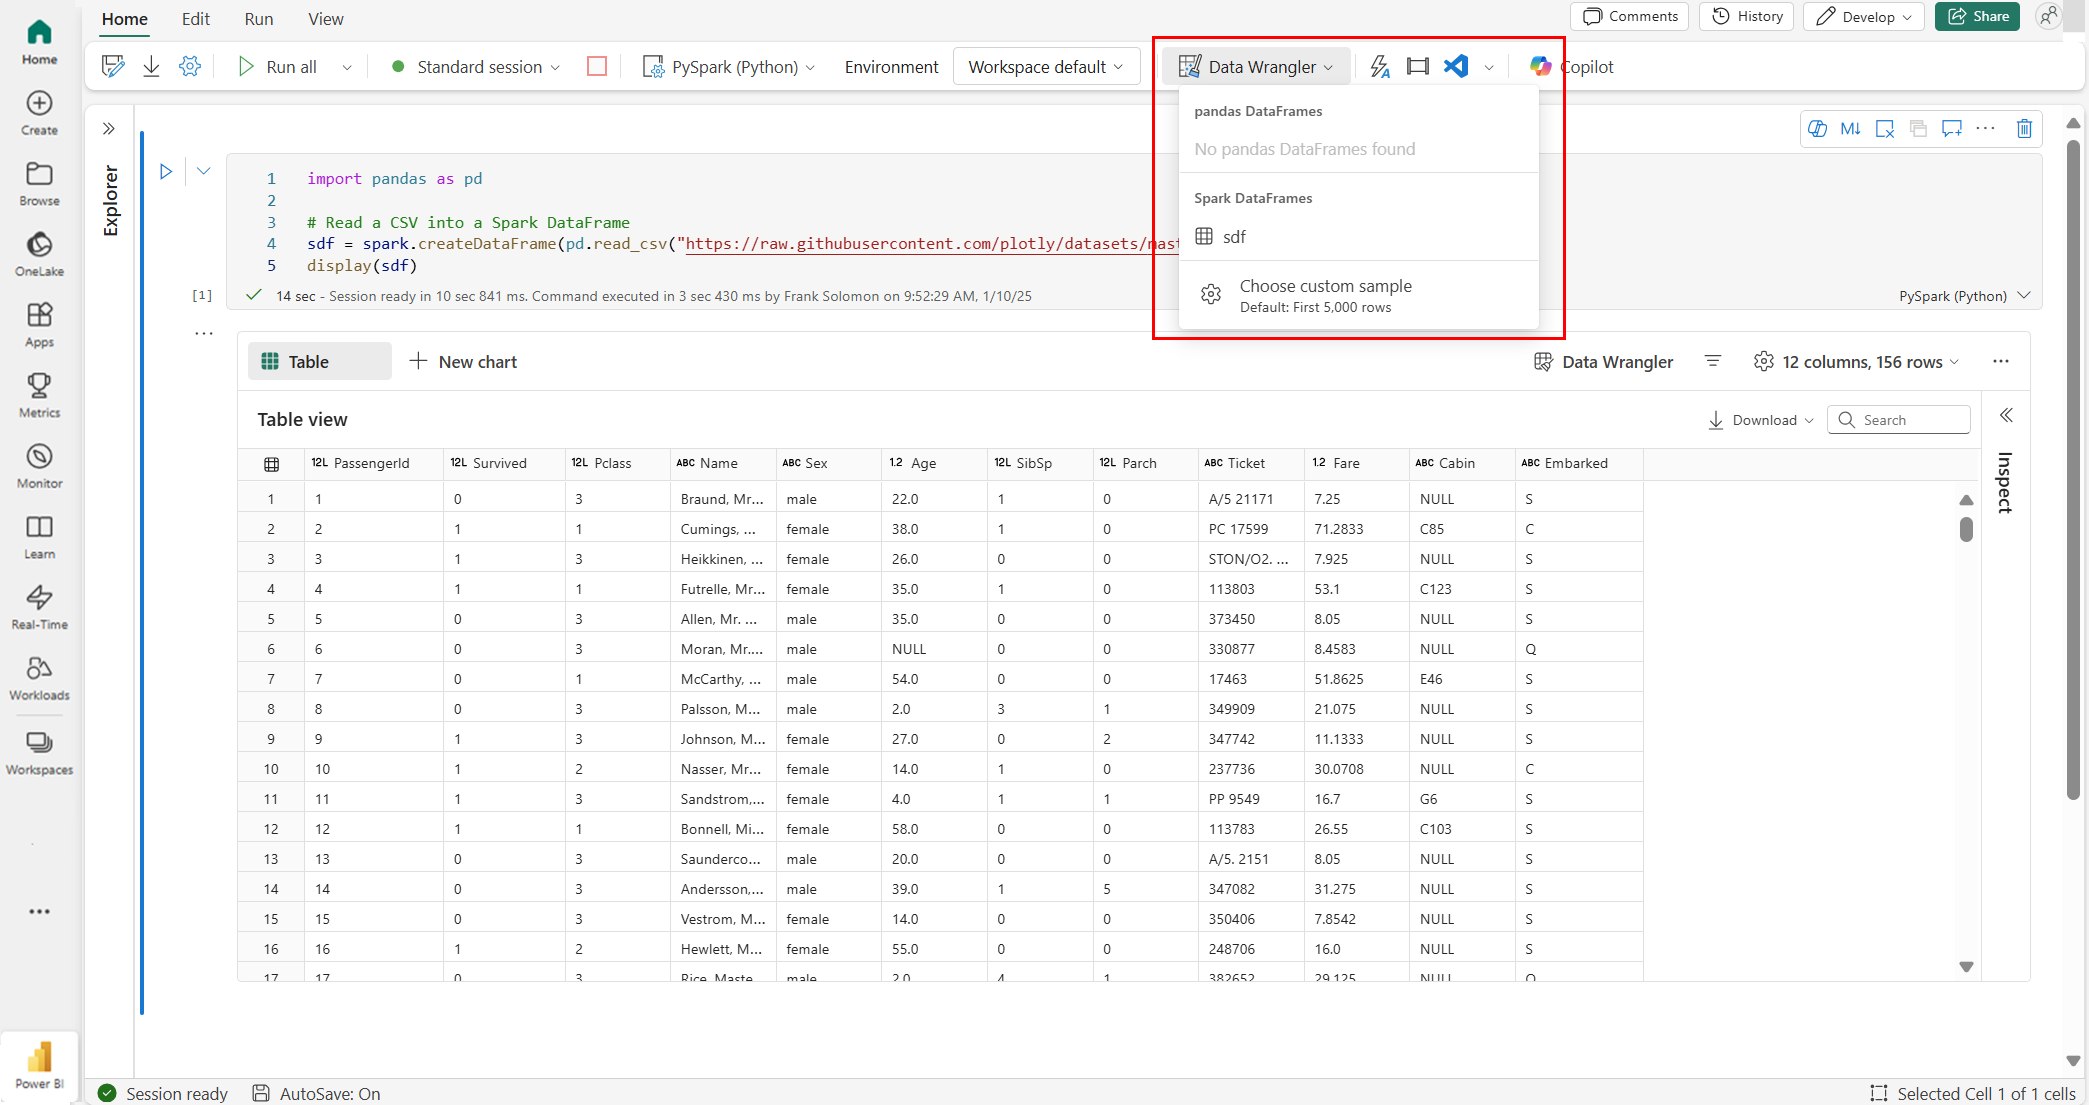 Home Edit Run View
Comments History Develop Share
Run all Standard session PySpark (Python) Environment Workspace default Data Wrangler Copilot
Home
Create
Browse
OneLake
Apps
Metrics
Monitor
Learn
Real-Time
Workloads
Workspaces
Power BI
Explorer
pandas DataFrames
No pandas DataFrames found
Spark DataFrames
sdf
Choose custom sample
Default: First 5,000 rows
M↓
1 import pandas as pd
2
3 # Read a CSV into a Spark DataFrame
4 sdf = spark.createDataFrame(pd.read_csv("https://raw.githubusercontent.com/plotly/datasets/mast
5 display(sdf)
[1] 14 sec - Session ready in 10 sec 841 ms. Command executed in 3 sec 430 ms by Frank Solomon on 9:52:29 AM, 1/10/25
PySpark (Python)
Table New chart Data Wrangler 12 columns, 156 rows
Table view Download Search
Inspect
12L PassengerId 12L Survived 12L Pclass ABC Name ABC Sex 1.2 Age 12L SibSp 12L Parch ABC Ticket 1.2 Fare ABC Cabin ABC Embarked
1 1 0 3 Braund, Mr... male 22.0 1 0 A/5 21171 7.25 NULL S
2 2 1 1 Cumings, ... female 38.0 1 0 PC 17599 71.2833 C85 C
3 3 1 3 Heikkinen, ... female 26.0 0 0 STON/O2. ... 7.925 NULL S
4 4 1 1 Futrelle, Mr... female 35.0 1 0 113803 53.1 C123 S
5 5 0 3 Allen, Mr. ... male 35.0 0 0 373450 8.05 NULL S
6 6 0 3 Moran, Mr.... male NULL 0 0 330877 8.4583 NULL Q
7 7 0 1 McCarthy, ... male 54.0 0 0 17463 51.8625 E46 S
8 8 0 3 Palsson, M... male 2.0 3 1 349909 21.075 NULL S
9 9 1 3 Johnson, M... female 27.0 0 2 347742 11.1333 NULL S
10 10 1 2 Nasser, Mr... female 14.0 1 0 237736 30.0708 NULL C
11 11 1 3 Sandstrom,... female 4.0 1 1 PP 9549 16.7 G6 S
12 12 1 1 Bonnell, Mi... female 58.0 0 0 113783 26.55 C103 S
13 13 0 3 Saunderco... male 20.0 0 0 A/5. 2151 8.05 NULL S
14 14 0 3 Andersson,... male 39.0 1 5 347082 31.275 NULL S
15 15 0 3 Vestrom, M... female 14.0 0 0 350406 7.8542 NULL S
16 16 1 2 Hewlett, M... female 55.0 0 0 248706 16.0 NULL S
17 17 0 3 Rice, Maste male 2.0 4 1 382652 29.125 NULL Q
Session ready AutoSave: On Selected Cell 1 of 1 cells